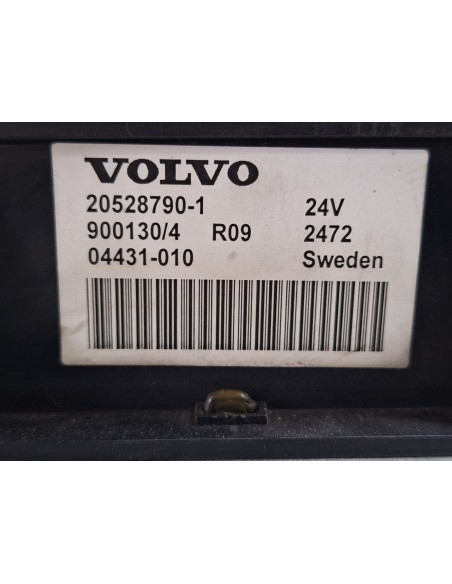 VOLVO
20528790-1 24V
900130/4 R09 2472
04431-010 Sweden